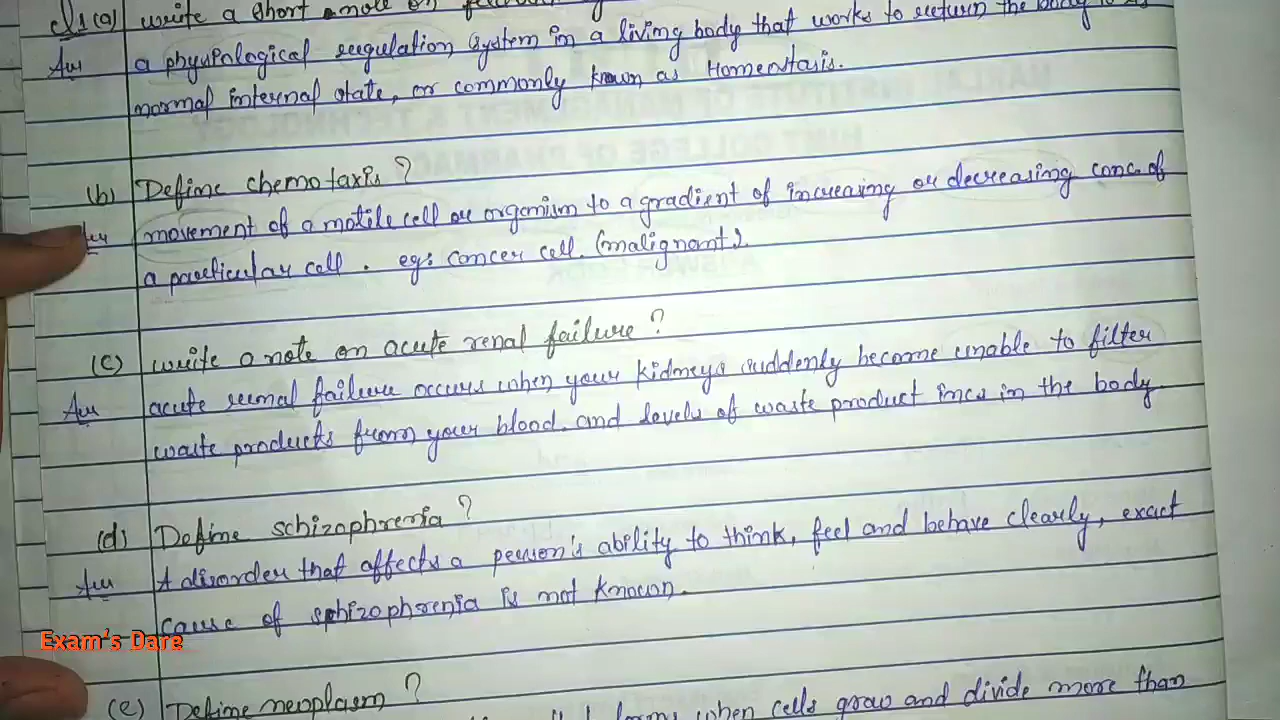 (a) write a short note on
Ans a physiological regulation system in a living body that works to return the body to its
normal internal state, or commonly known as Homeostasis.
(b) Define chemotaxis ?
Ans movement of a motile cell or organism to a gradient of increasing or decreasing conc. of
a particular cell. eg: cancer cell. (malignant).
(c) write a note on acute renal failure ?
Ans acute renal failure occurs when your kidneys suddenly become unable to filter
waste products from your blood. and levels of waste product incs in the body
(d) Define schizophrenia ?
Ans A disorder that affects a person's ability to think, feel and behave clearly, exact
cause of schizophrenia is not known.
Exam's Dare
(e) Define neoplasm ?
forms when cells grow and divide more than